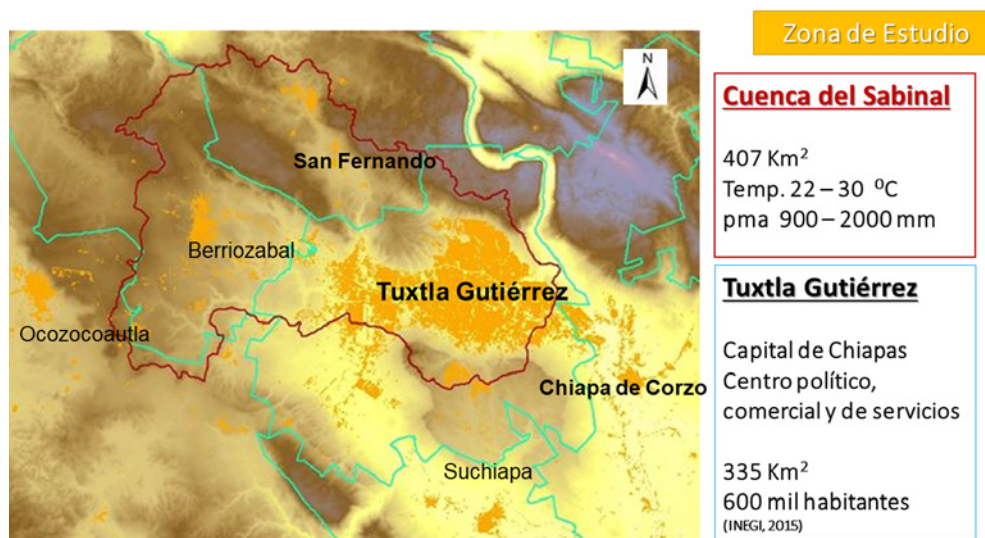 Zona de Estudio
N
San Fernando
Berriozabal
Tuxtla Gutiérrez
Ocozocoautla
Chiapa de Corzo
Suchiapa
Cuenca del Sabinal
407 Km²
Temp. 22 – 30 ⁰C
pma 900 – 2000 mm
Tuxtla Gutiérrez
Capital de Chiapas
Centro político,
comercial y de servicios
335 Km²
600 mil habitantes
(INEGI, 2015)